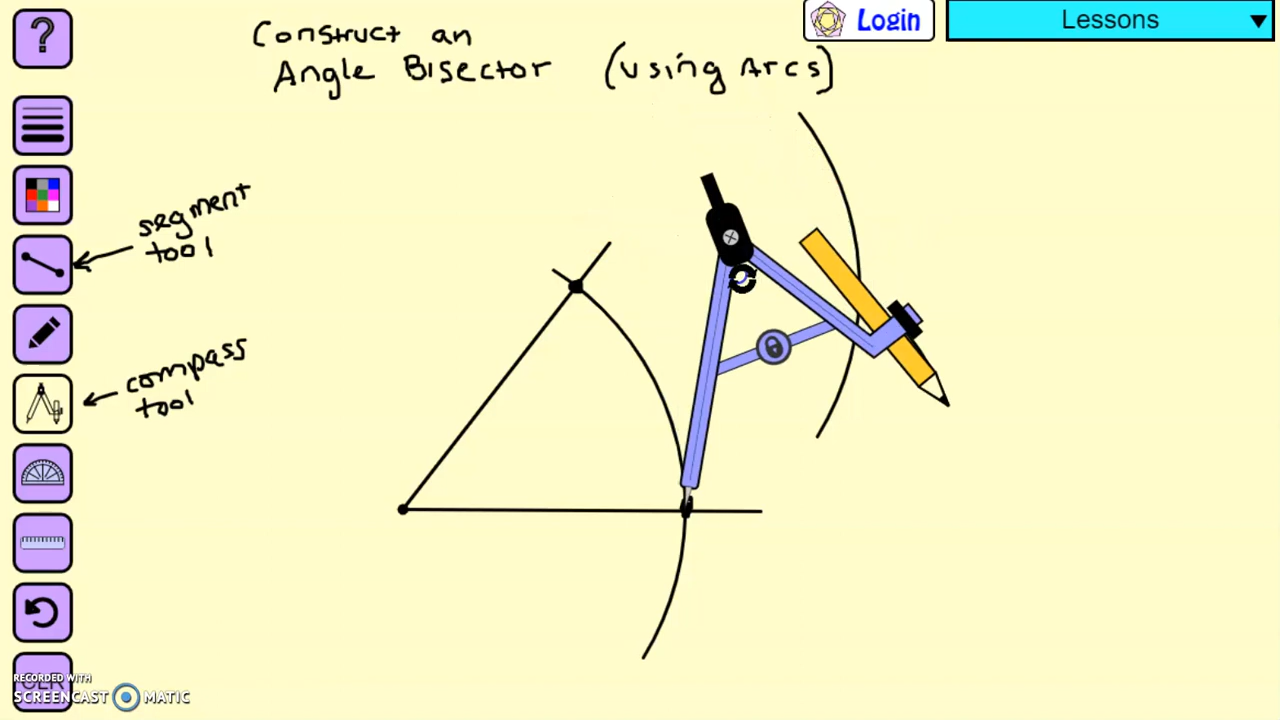 Login
Lessons
?
Construct an
Angle Bisector (using Arcs)
segment
tool
compass
tool
RECORDED WITH
SCREENCAST MATIC